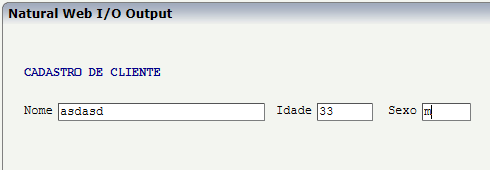 Natural Web I/O Output
CADASTRO DE CLIENTE
Nome asdasd Idade 33 Sexo m